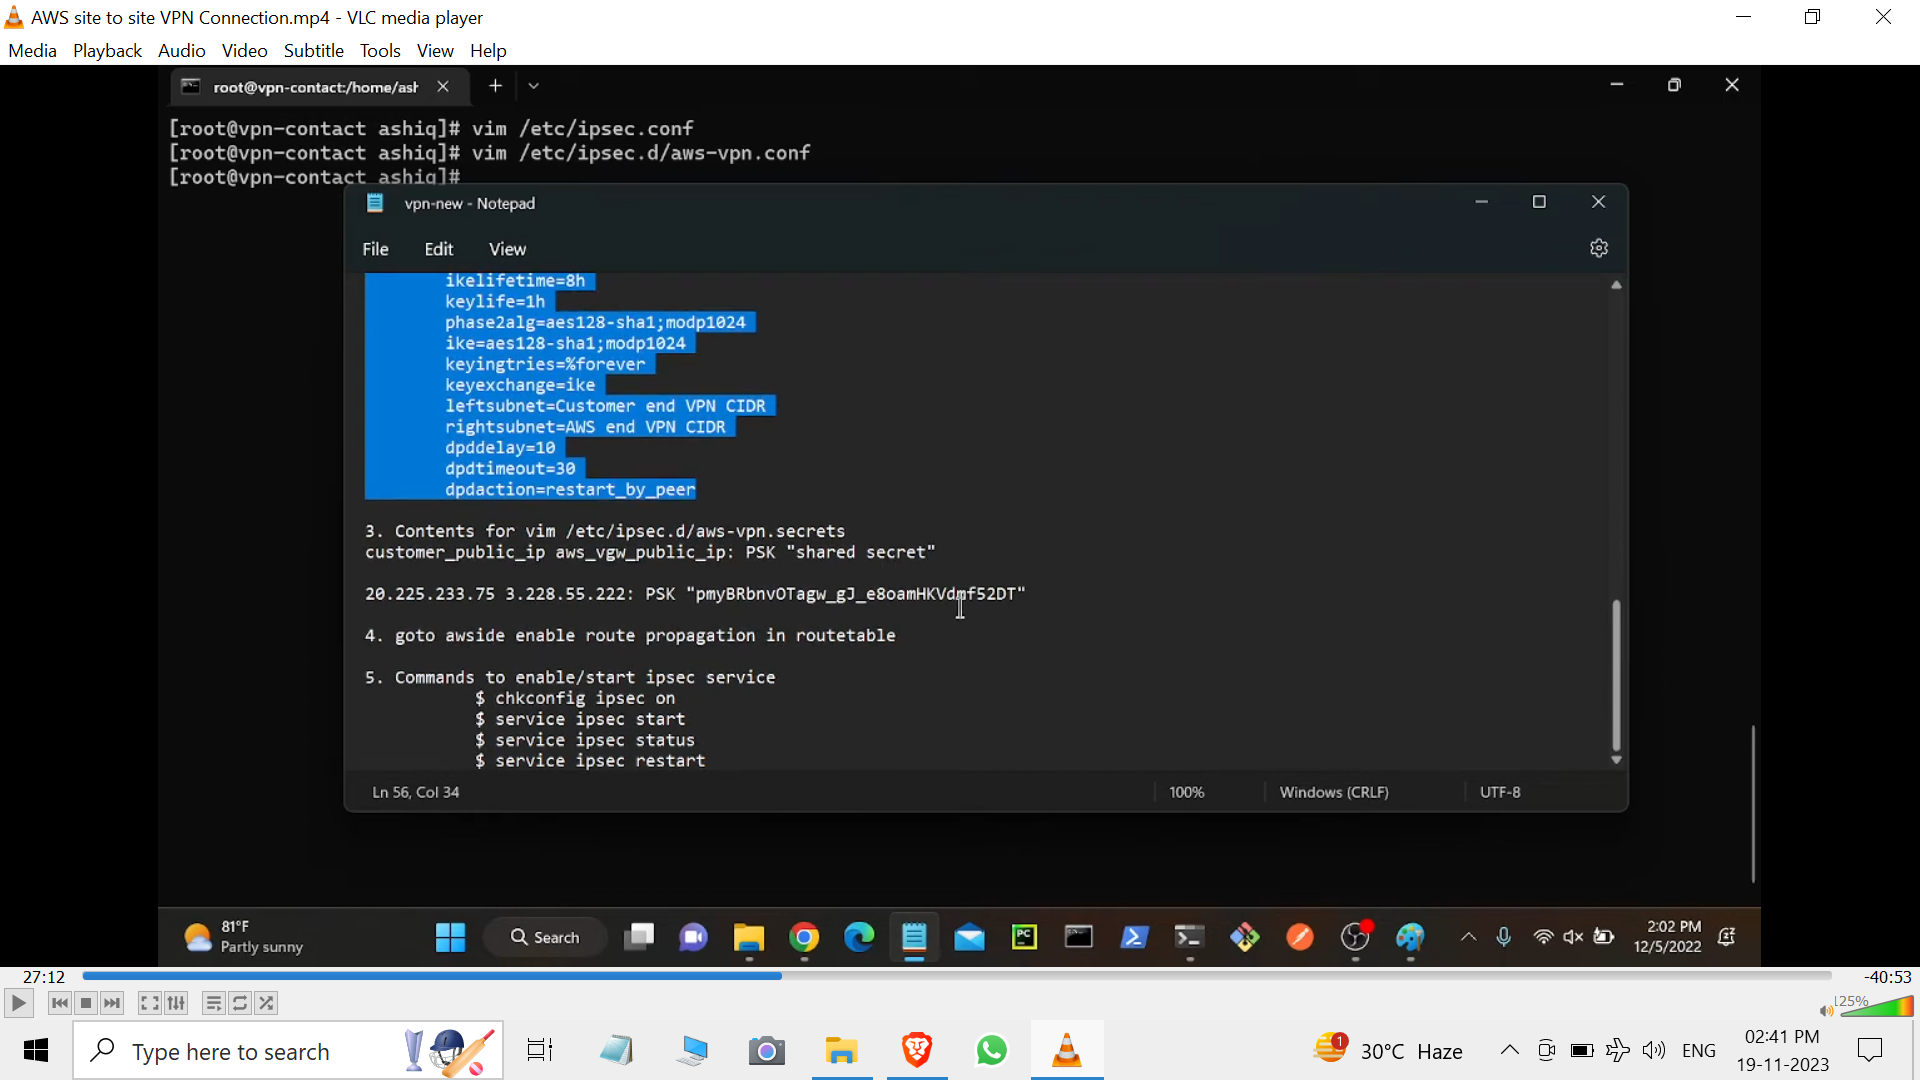 AWS site to site VPN Connection.mp4 - VLC media player
Media Playback Audio Video Subtitle Tools View Help
root@vpn-contact:/home/ash
[root@vpn-contact ashiq]# vim /etc/ipsec.conf
[root@vpn-contact ashiq]# vim /etc/ipsec.d/aws-vpn.conf
[root@vpn-contact ashiq]#
vpn-new - Notepad
File Edit View
ikelifetime=8h
keylife=1h
phase2alg=aes128-sha1;modp1024
ike=aes128-sha1;modp1024
keyingtries=%forever
keyexchange=ike
leftsubnet=Customer end VPN CIDR
rightsubnet=AWS end VPN CIDR
dpddelay=10
dpdtimeout=30
dpdaction=restart_by_peer
3. Contents for vim /etc/ipsec.d/aws-vpn.secrets
customer_public_ip aws_vgw_public_ip: PSK "shared secret"
20.225.233.75 3.228.55.222: PSK "pmyBRbnvOTagw_gJ_e8oamHKVdmf52DT"
4. goto awside enable route propagation in routetable
5. Commands to enable/start ipsec service
$ chkconfig ipsec on
$ service ipsec start
$ service ipsec status
$ service ipsec restart
Ln 56, Col 34 100% Windows (CRLF) UTF-8
81°F
Partly sunny
Search
PC
2:02 PM
12/5/2022
27:12 -40:53
125%
Type here to search
1
30°C Haze
ENG
02:41 PM
19-11-2023